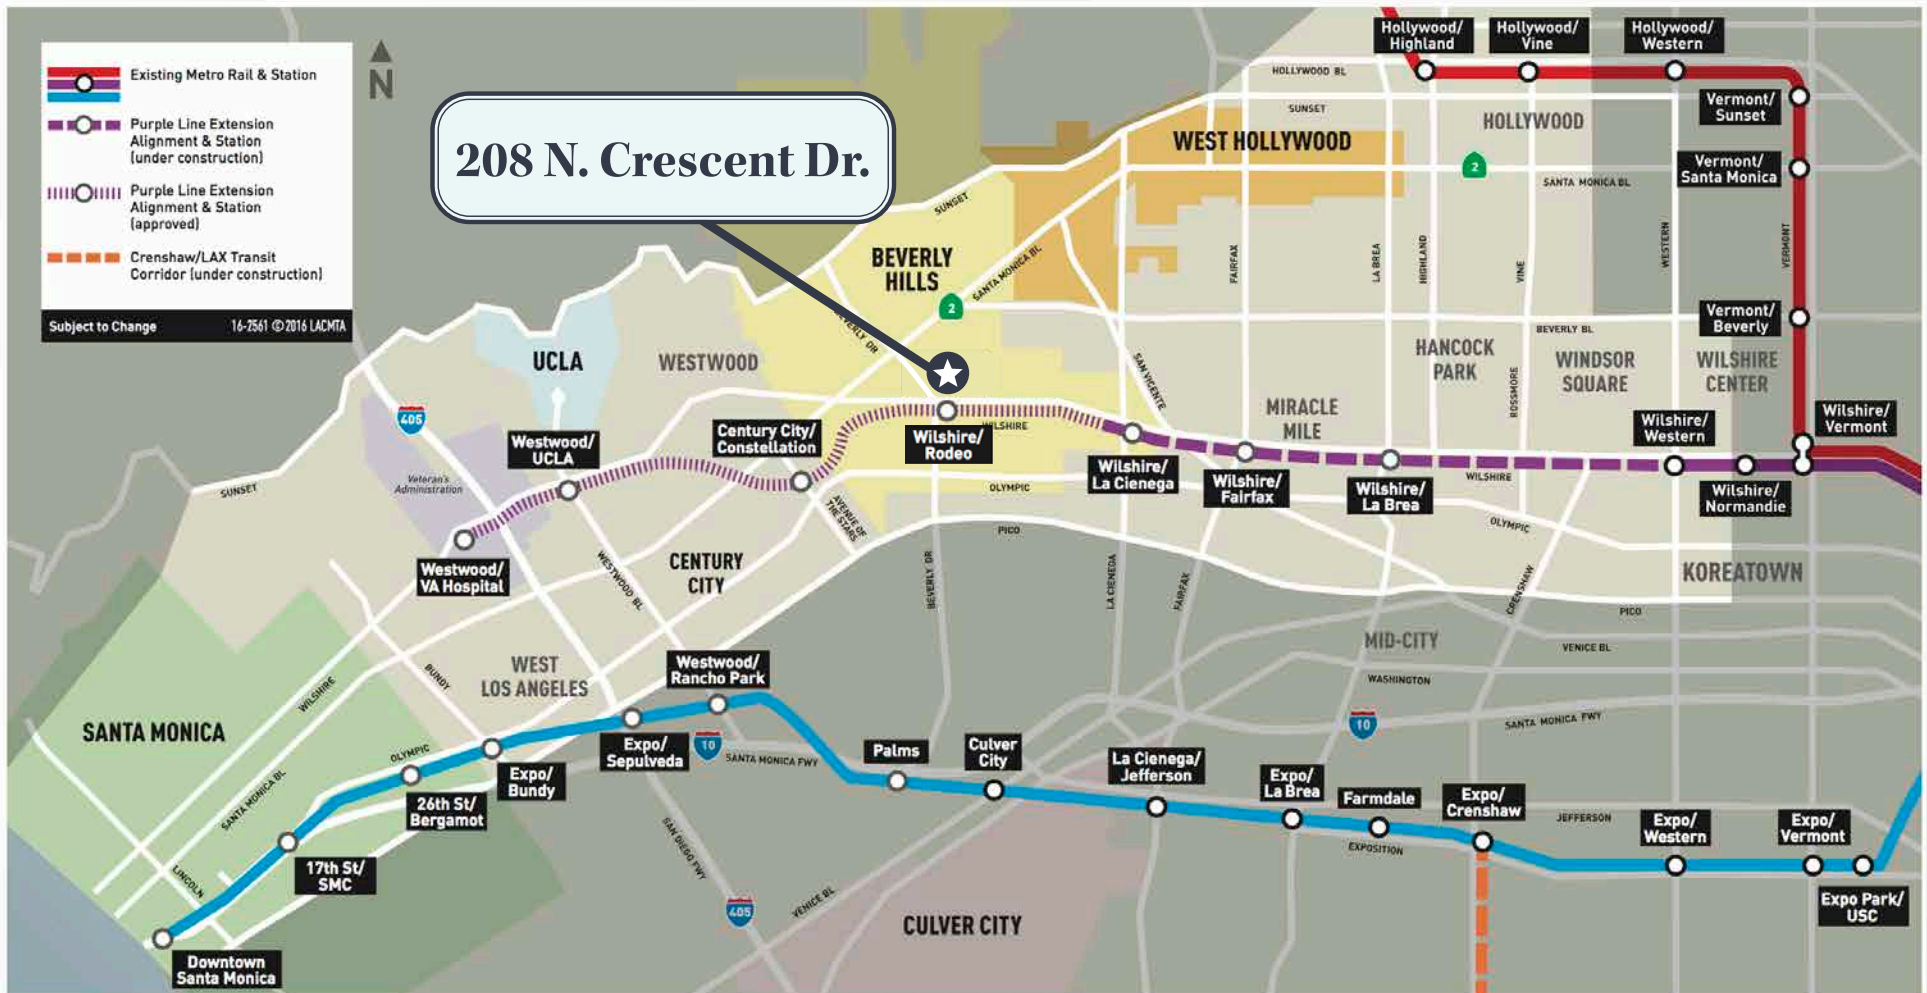 Existing Metro Rail & Station
Purple Line Extension
Alignment & Station
(under construction)
Purple Line Extension
Alignment & Station
(approved)
Crenshaw/LAX Transit
Corridor (under construction)
Subject to Change
16-2561 ©2016 LACMTA
N
208 N. Crescent Dr.
Hollywood/
Highland
Hollywood/
Vine
Hollywood/
Western
HOLLYWOOD BL
SUNSET
HOLLYWOOD
Vermont/
Sunset
WEST HOLLYWOOD
2
SANTA MONICA BL
Vermont/
Santa Monica
SUNSET
BEVERLY
HILLS
SANTA MONICA BL
2
BEVERLY DR
FAIRFAX
LA BREA
HIGHLAND
VINE
WESTERN
VERMONT
Vermont/
Beverly
BEVERLY BL
UCLA
WESTWOOD
SAN VICENTE
HANCOCK
PARK
WINDSOR
SQUARE
WILSHIRE
CENTER
ROSSMORE
MIRACLE
MILE
405
Westwood/
UCLA
Century City/
Constellation
WILSHIRE
Wilshire/
Rodeo
Wilshire/
La Cienega
Wilshire/
Fairfax
Wilshire/
La Brea
WILSHIRE
Wilshire/
Western
Wilshire/
Normandie
Wilshire/
Vermont
Veteran's
Administration
SUNSET
OLYMPIC
AVENUE OF
THE STARS
PICO
OLYMPIC
Westwood/
VA Hospital
WESTWOOD BL
CENTURY
CITY
BEVERLY DR
LA CIENEGA
FAIRFAX
CRENSHAW
KOREATOWN
PICO
MID-CITY
VENICE BL
WASHINGTON
BUNDY
WEST
LOS ANGELES
Westwood/
Rancho Park
WILSHIRE
SANTA MONICA
OLYMPIC
SANTA MONICA BL
Expo/
Sepulveda
10
SANTA MONICA FWY
10
SANTA MONICA FWY
Palms
Culver
City
La Cienega/
Jefferson
Expo/
La Brea
Farmdale
Expo/
Crenshaw
JEFFERSON
EXPOSITION
Expo/
Western
Expo/
Vermont
Expo Park/
USC
Expo/
Bundy
26th St/
Bergamot
17th St/
SMC
LINCOLN
SAN DIEGO FWY
405
VENICE BL
CULVER CITY
Downtown
Santa Monica